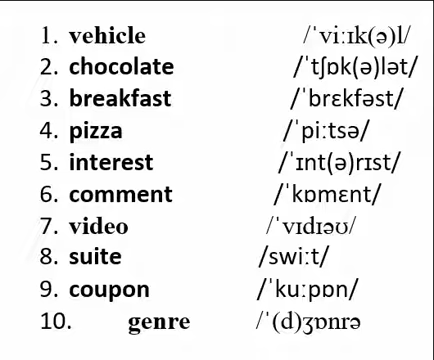 1. vehicle /ˈviːɪk(ə)l/
2. chocolate /ˈtʃɒk(ə)lət/
3. breakfast /ˈbrɛkfəst/
4. pizza /ˈpiːtsə/
5. interest /ˈɪnt(ə)rɪst/
6. comment /ˈkɒmɛnt/
7. video /ˈvɪdɪəʊ/
8. suite /swiːt/
9. coupon /ˈkuːpɒn/
10. genre /ˈ(d)ʒɒnrə